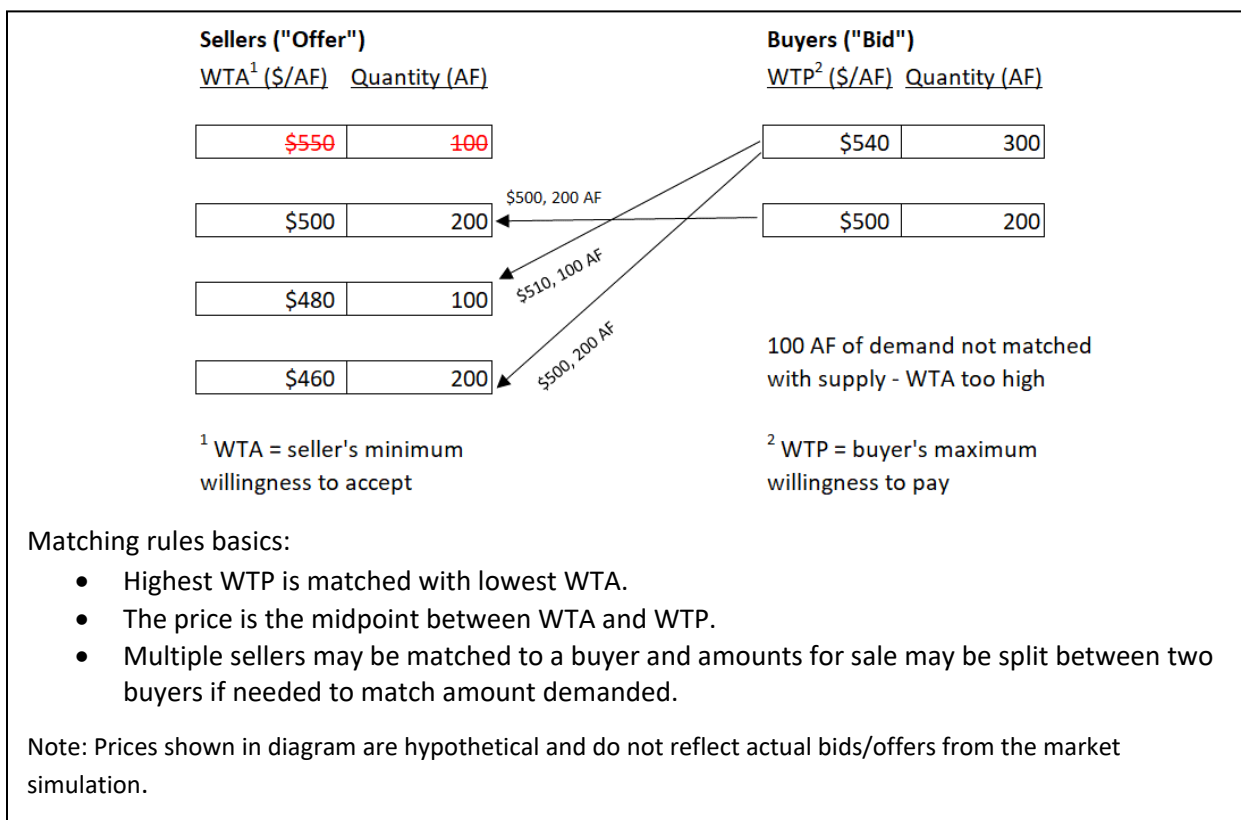 Sellers ("Offer") Buyers ("Bid")
WTA1 ($/AF) Quantity (AF) WTP2 ($/AF) Quantity (AF)
$550 100 $540 300
$500, 200 AF
$500 200 $500 200
$510, 100 AF
$480 100
$500, 200 AF
100 AF of demand not matched
$460 200 with supply - WTA too high
1 WTA = seller's minimum 2 WTP = buyer's maximum
willingness to accept willingness to pay
Matching rules basics:
• Highest WTP is matched with lowest WTA.
• The price is the midpoint between WTA and WTP.
• Multiple sellers may be matched to a buyer and amounts for sale may be split between two
buyers if needed to match amount demanded.
Note: Prices shown in diagram are hypothetical and do not reflect actual bids/offers from the market
simulation.